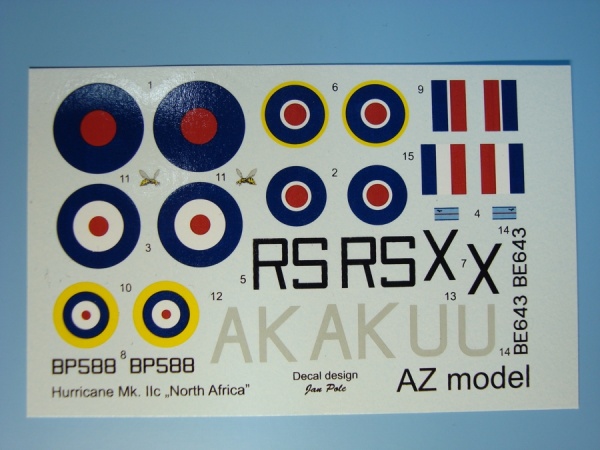 1
6
9
11
11
2
15
4
3
5
RS RS X X
7
14
BE643 BE643
10
12
13
AK AK U U
14
BP588 8 BP588
Hurricane Mk. IIc „North Africa"
Decal design
Jan Polc
AZ model